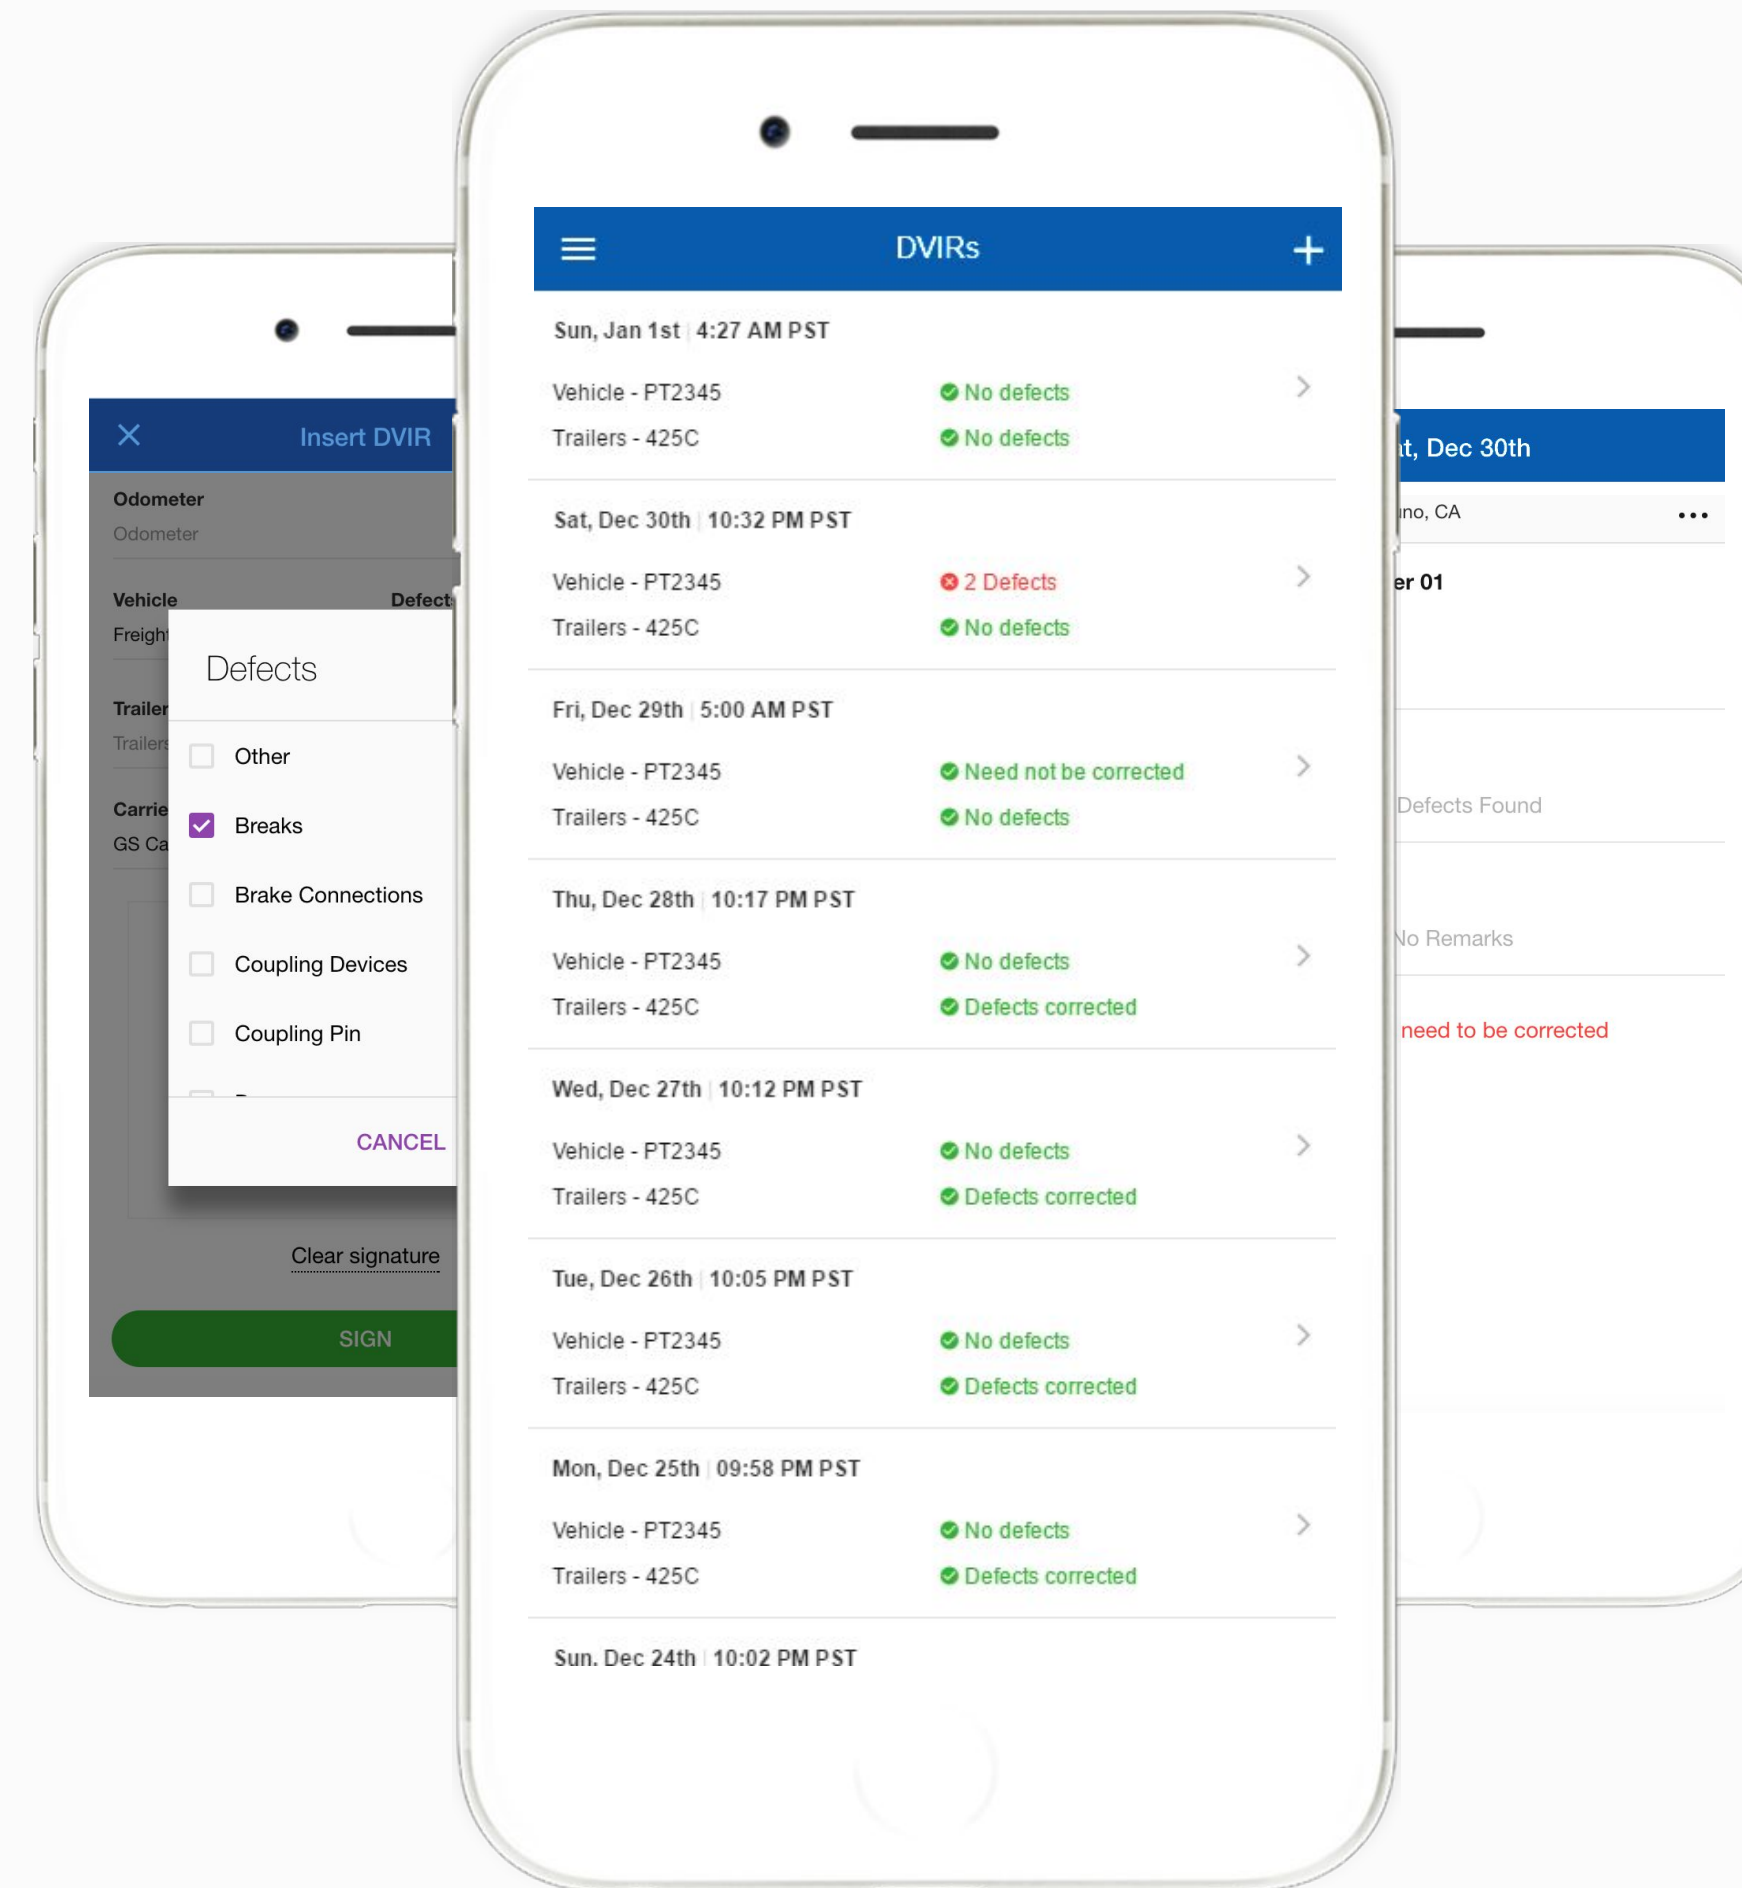 DVIRs
Sun, Jan 1st | 4:27 AM PST
Vehicle - PT2345 No defects
Trailers - 425C No defects
Sat, Dec 30th | 10:32 PM PST
Vehicle - PT2345 2 Defects
Trailers - 425C No defects
Fri, Dec 29th | 5:00 AM PST
Vehicle - PT2345 Need not be corrected
Trailers - 425C No defects
Thu, Dec 28th | 10:17 PM PST
Vehicle - PT2345 No defects
Trailers - 425C Defects corrected
Wed, Dec 27th | 10:12 PM PST
Vehicle - PT2345 No defects
Trailers - 425C Defects corrected
Tue, Dec 26th | 10:05 PM PST
Vehicle - PT2345 No defects
Trailers - 425C Defects corrected
Mon, Dec 25th | 09:58 PM PST
Vehicle - PT2345 No defects
Trailers - 425C Defects corrected
Sun. Dec 24th | 10:02 PM PST
Insert DVIR
Odometer
Odometer
Vehicle Defects
Freigh
Trailer
Trailers
Carrie
GS Ca
Defects
Other
Breaks
Brake Connections
Coupling Devices
Coupling Pin
CANCEL
Clear signature
SIGN
t, Dec 30th
no, CA
er 01
Defects Found
No Remarks
need to be corrected